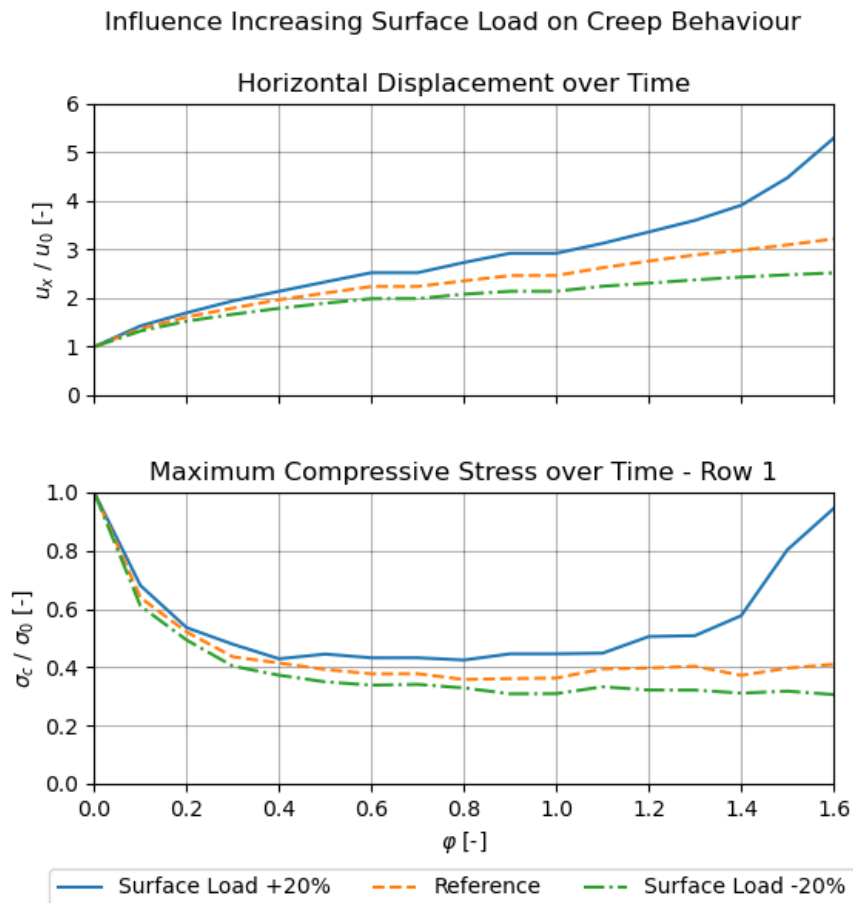 Influence Increasing Surface Load on Creep Behaviour
Horizontal Displacement over Time
6
5
4
3
2
1
0
u_x / u_0 [-]
Maximum Compressive Stress over Time - Row 1
1.0
0.8
0.6
0.4
0.2
0.0
σ_c / σ_0 [-]
0.0 0.2 0.4 0.6 0.8 1.0 1.2 1.4 1.6
φ [-]
Surface Load +20% Reference Surface Load -20%